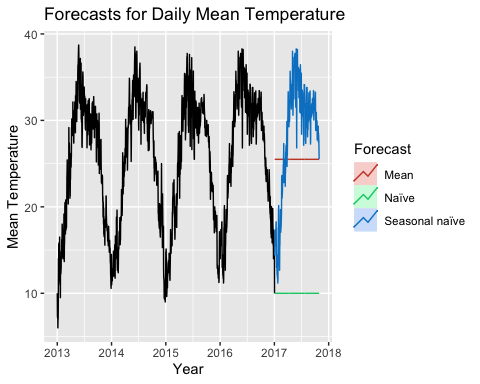 Forecasts for Daily Mean Temperature
40
30
20
10
Mean Temperature
2013 2014 2015 2016 2017 2018
Year
Forecast
Mean
Naïve
Seasonal naïve